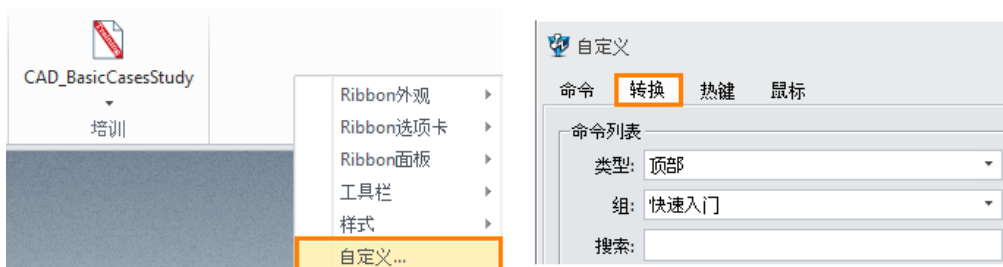 Training
CAD_BasicCasesStudy
培训
Ribbon外观
Ribbon选项卡
Ribbon面板
工具栏
样式
自定义...
自定义
命令 转换 热键 鼠标
命令列表
类型: 顶部
组: 快速入门
搜索: